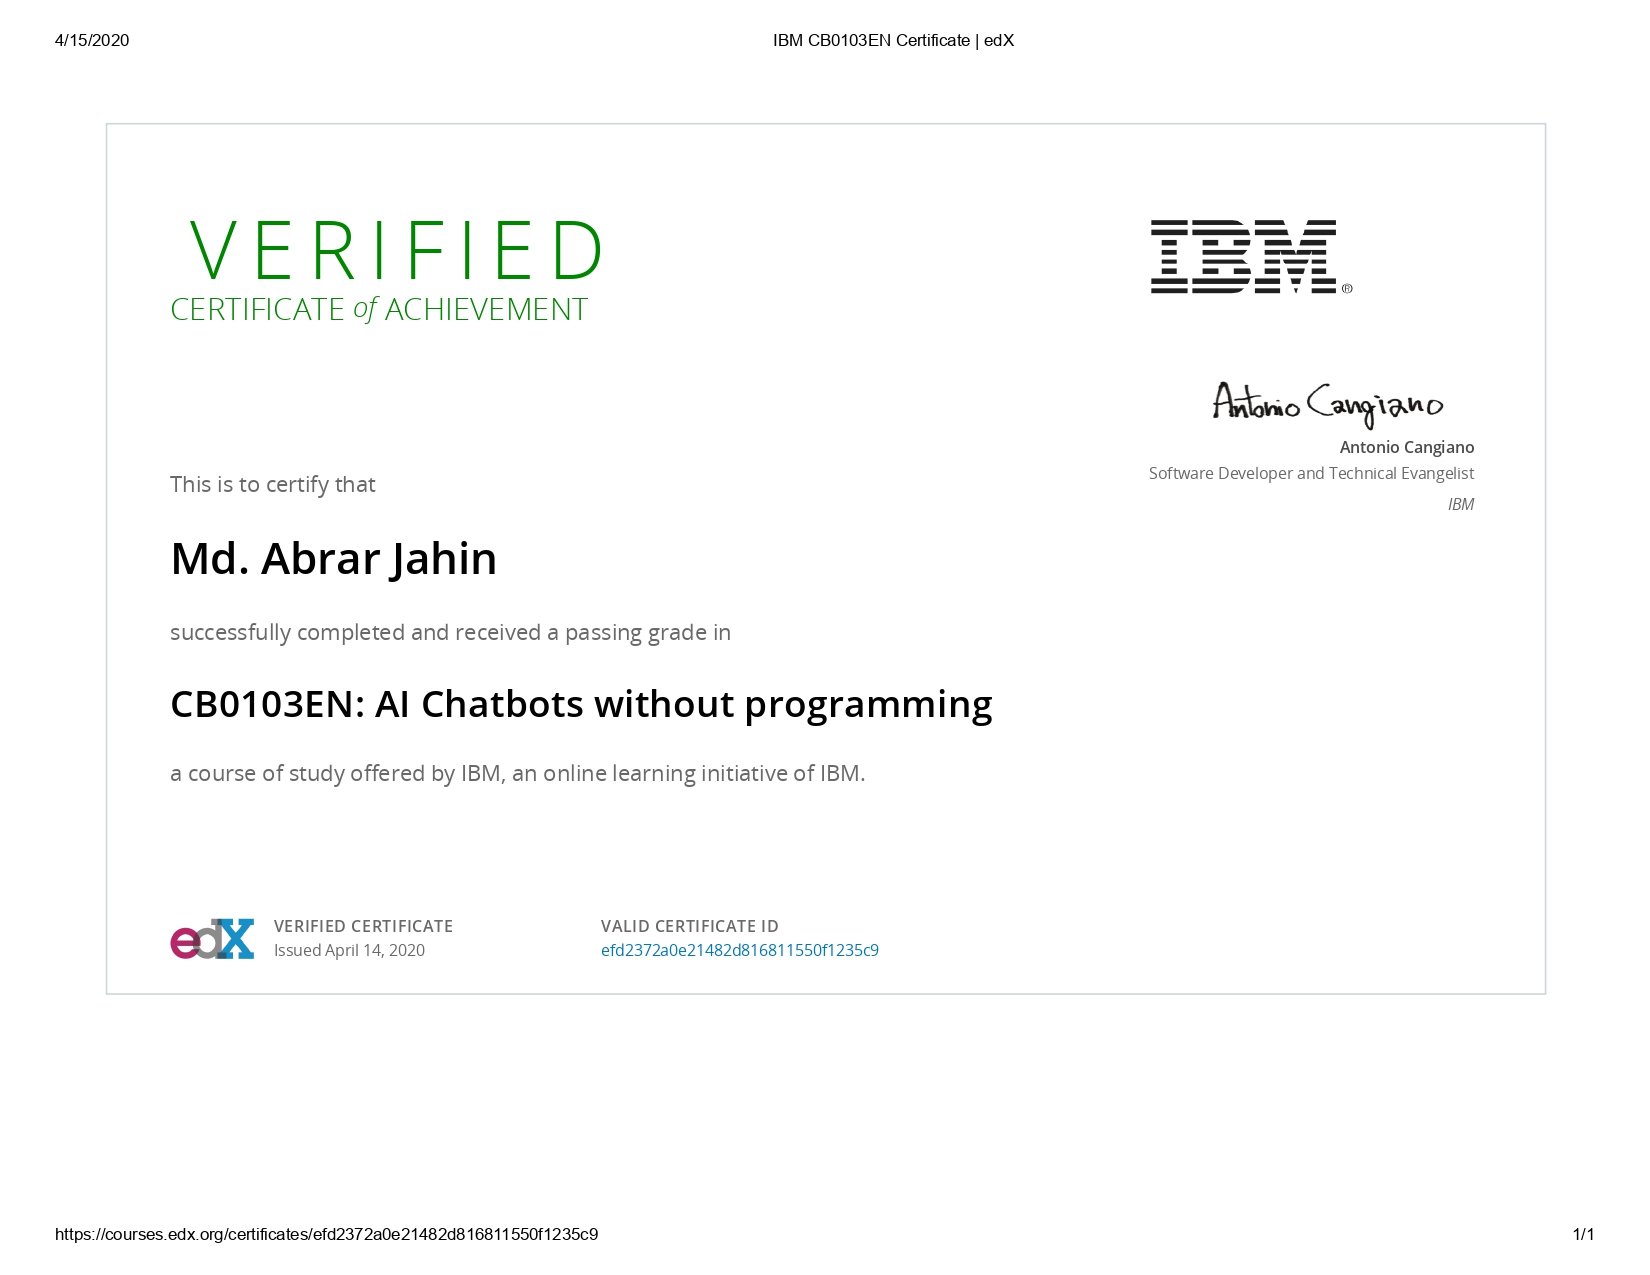 4/15/2020
IBM CB0103EN Certificate | edX
VERIFIED
CERTIFICATE of ACHIEVEMENT
IBM®
Antonio Cangiano
Antonio Cangiano
Software Developer and Technical Evangelist
IBM
This is to certify that
Md. Abrar Jahin
successfully completed and received a passing grade in
CB0103EN: AI Chatbots without programming
a course of study offered by IBM, an online learning initiative of IBM.
edX
VERIFIED CERTIFICATE
Issued April 14, 2020
VALID CERTIFICATE ID
efd2372a0e21482d816811550f1235c9
https://courses.edx.org/certificates/efd2372a0e21482d816811550f1235c9
1/1